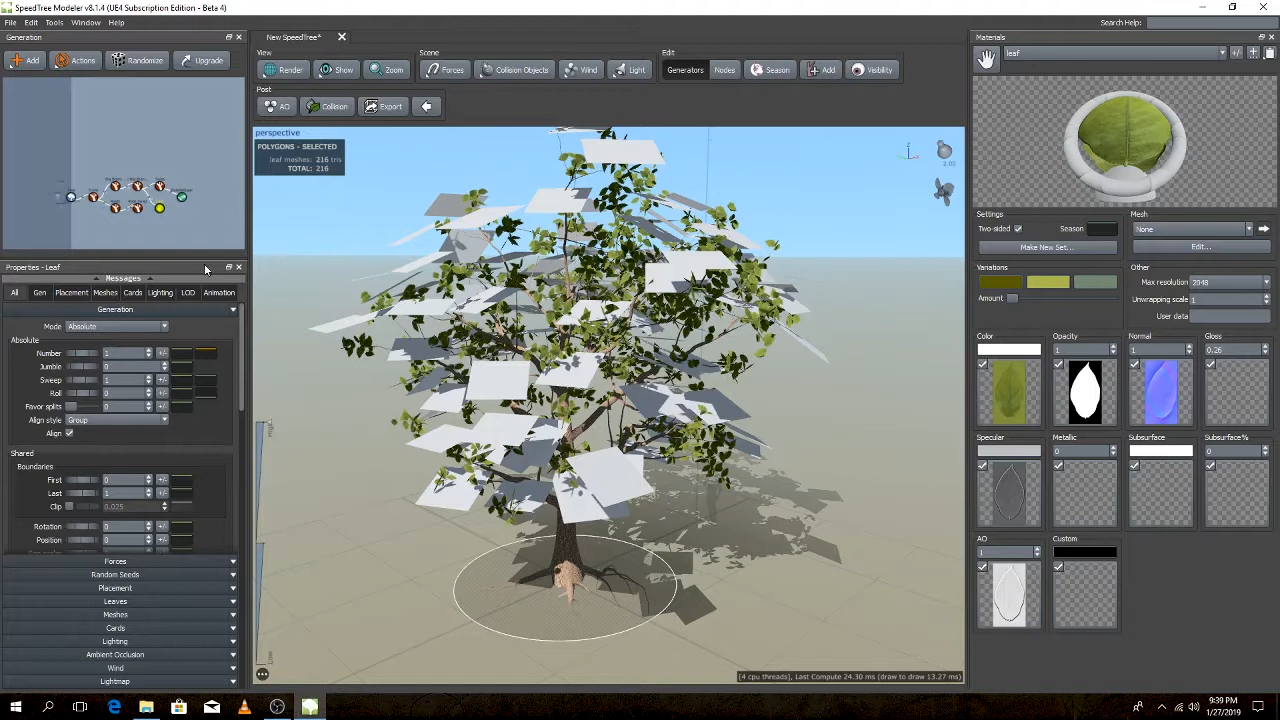 SpeedTree Modeler v8.1.4 (UE4 Subscription Edition - Beta 4)
File Edit Tools Window Help
Search Help:
Generation
Add Actions Randomize Upgrade
Properties - Leaf
Messages
All Gen Placement Meshes Cards Lighting LOD Animation
Generation
Mode Absolute
Absolute
Number 1 +/-
Jumble 0 +/-
Sweep 1 +/-
Roll 0 +/-
Favor splits 0 +/-
Align style Group
Align
Shared
Boundaries
First 0 +/-
Last 1 +/-
Clip 0.025
Rotation 0 +/-
Position 0 +/-
Forces
Random Seeds
Placement
Leaves
Meshes
Cards
Lighting
Ambient Occlusion
Wind
Lightmap
New SpeedTree*
View
Render Show Zoom
Scene
Forces Collision Objects Wind Light
Edit
Generators Nodes Season Add Visibility
Post
AO Collision Export
perspective
POLYGONS - SELECTED
leaf meshes: 216 tris
TOTAL: 216
2.00
High
Low
[4 cpu threads], Last Compute 24.30 ms (draw to draw 13.27 ms)
Materials
leaf +/-
Settings
Two-sided Season
Make New Set...
Mesh
None
Edit...
Variations
Amount
Other
Max resolution 2048
Unwrapping scale 1
User data
Color Opacity Normal Gloss
1 1 0.26
Specular Metallic Subsurface Subsurface%
0 0
AO Custom
1
9:39 PM
1/27/2019